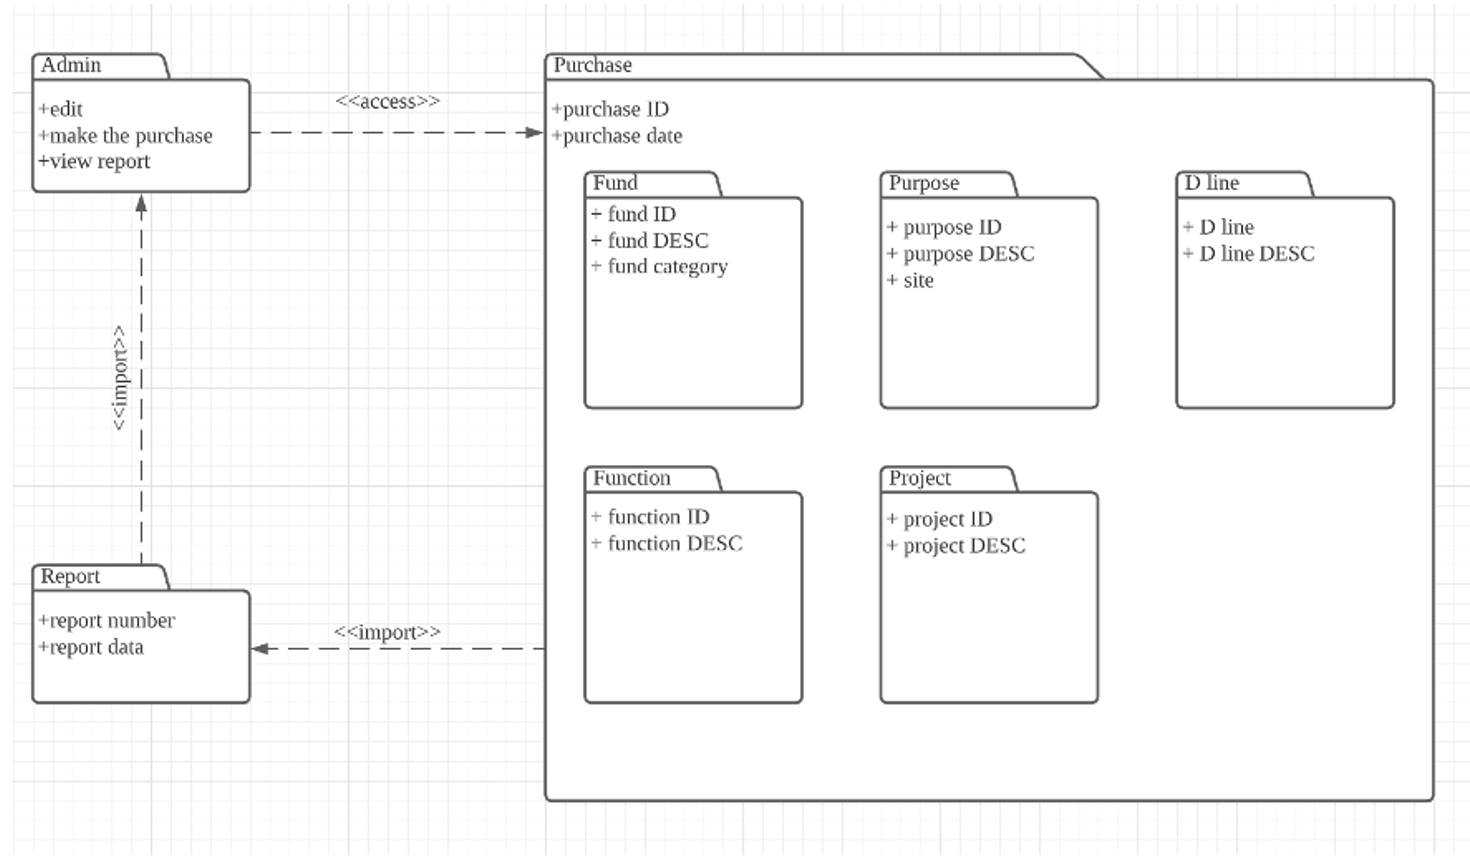 Admin
+edit
+make the purchase
+view report
<<access>>
Purchase
+purchase ID
+purchase date
Fund
+ fund ID
+ fund DESC
+ fund category
Purpose
+ purpose ID
+ purpose DESC
+ site
D line
+ D line
+ D line DESC
<<import>>
Function
+ function ID
+ function DESC
Project
+ project ID
+ project DESC
Report
+report number
+report data
<<import>>